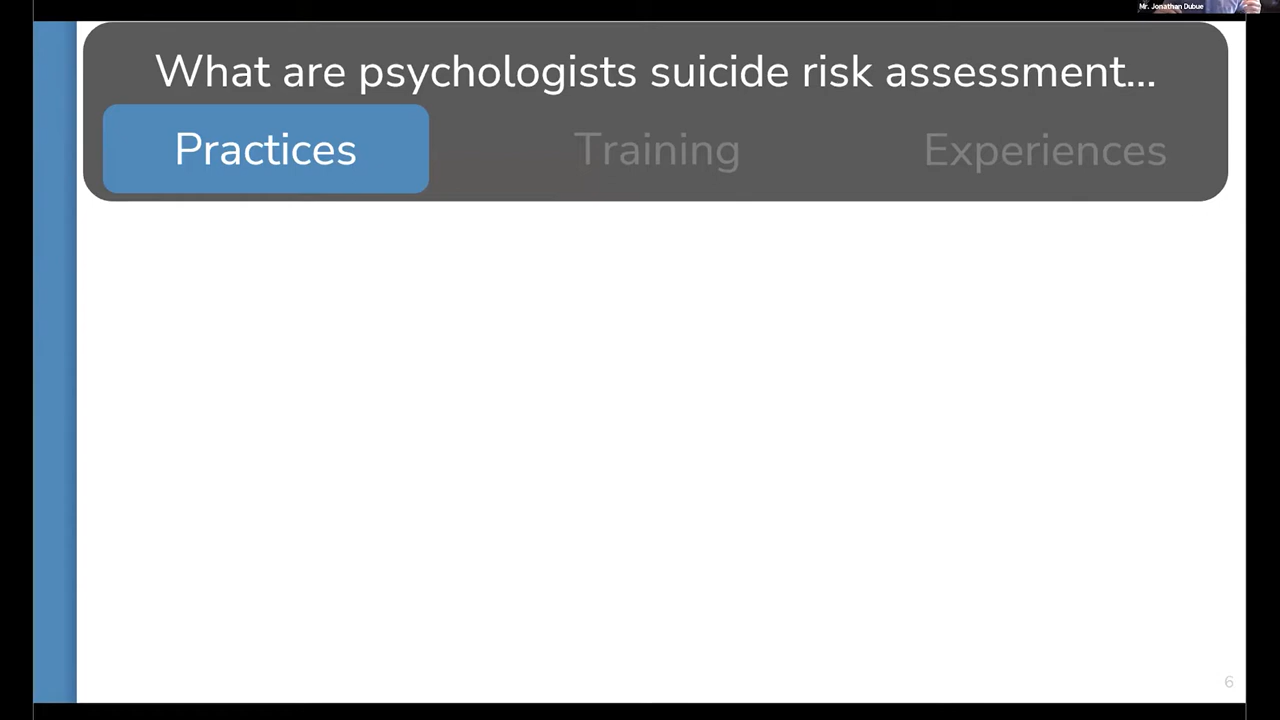 Mr. Jonathan Dubue
What are psychologists suicide risk assessment...
Practices Training Experiences
6